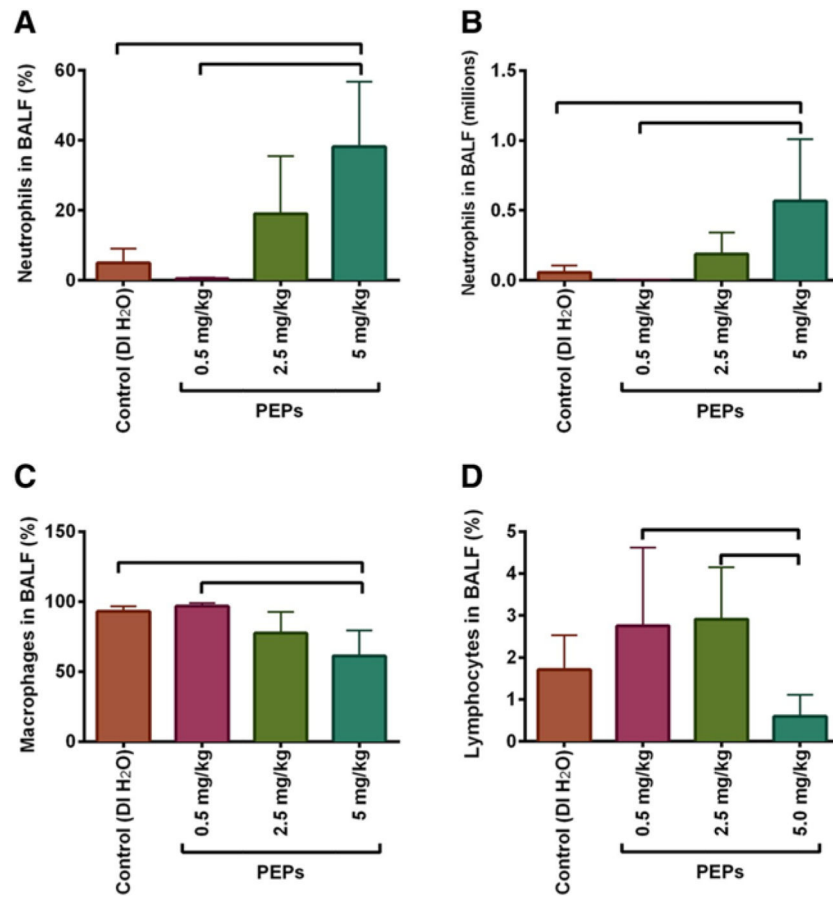 A
Neutrophils in BALF (%)
60
40
20
0
Control (DI H₂O)
0.5 mg/kg
2.5 mg/kg
5 mg/kg
PEPs
B
Neutrophils in BALF (millions)
1.5
1.0
0.5
0.0
Control (DI H₂O)
0.5 mg/kg
2.5 mg/kg
5 mg/kg
PEPs
C
Macrophages in BALF (%)
150
100
50
0
Control (DI H₂O)
0.5 mg/kg
2.5 mg/kg
5 mg/kg
PEPs
D
Lymphocytes in BALF (%)
5
4
3
2
1
0
Control (DI H₂O)
0.5 mg/kg
2.5 mg/kg
5.0 mg/kg
PEPs